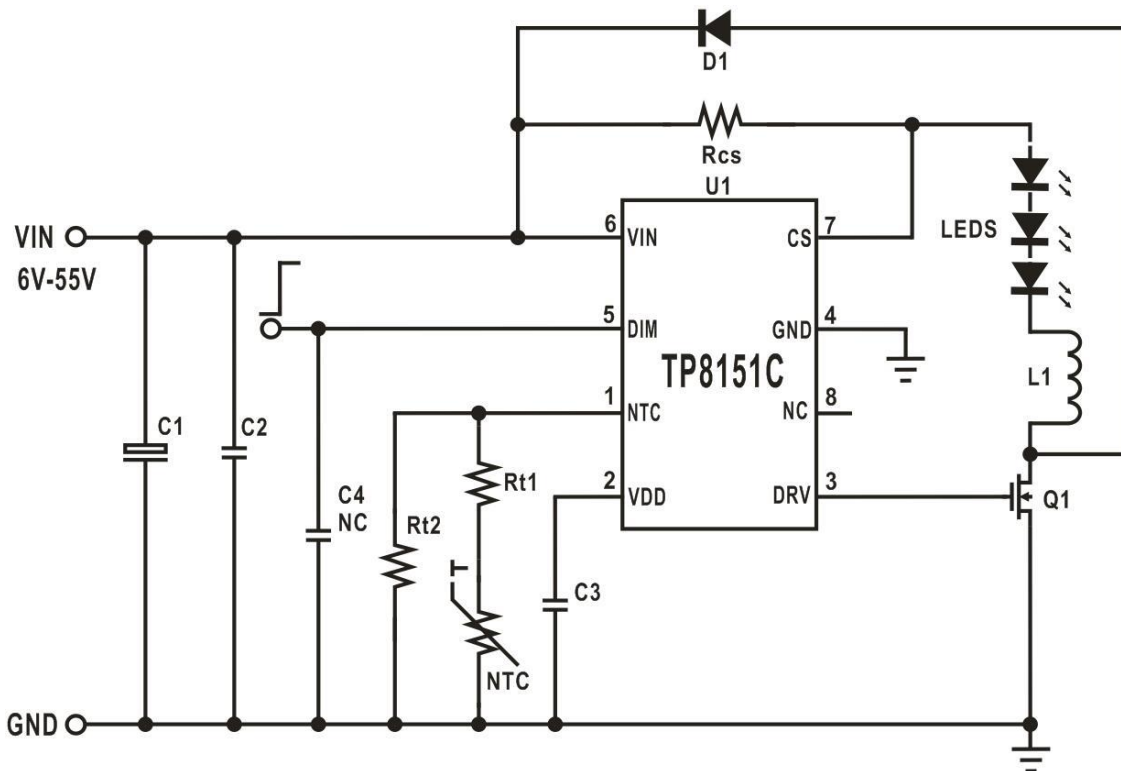 D1
Rcs
U1
VIN
6V-55V
6
VIN
CS
7
LEDS
5
DIM
GND
4
TP8151C
L1
1
NTC
NC
8
C1
C2
C4
NC
Rt2
Rt1
2
VDD
DRV
3
Q1
T
C3
NTC
GND